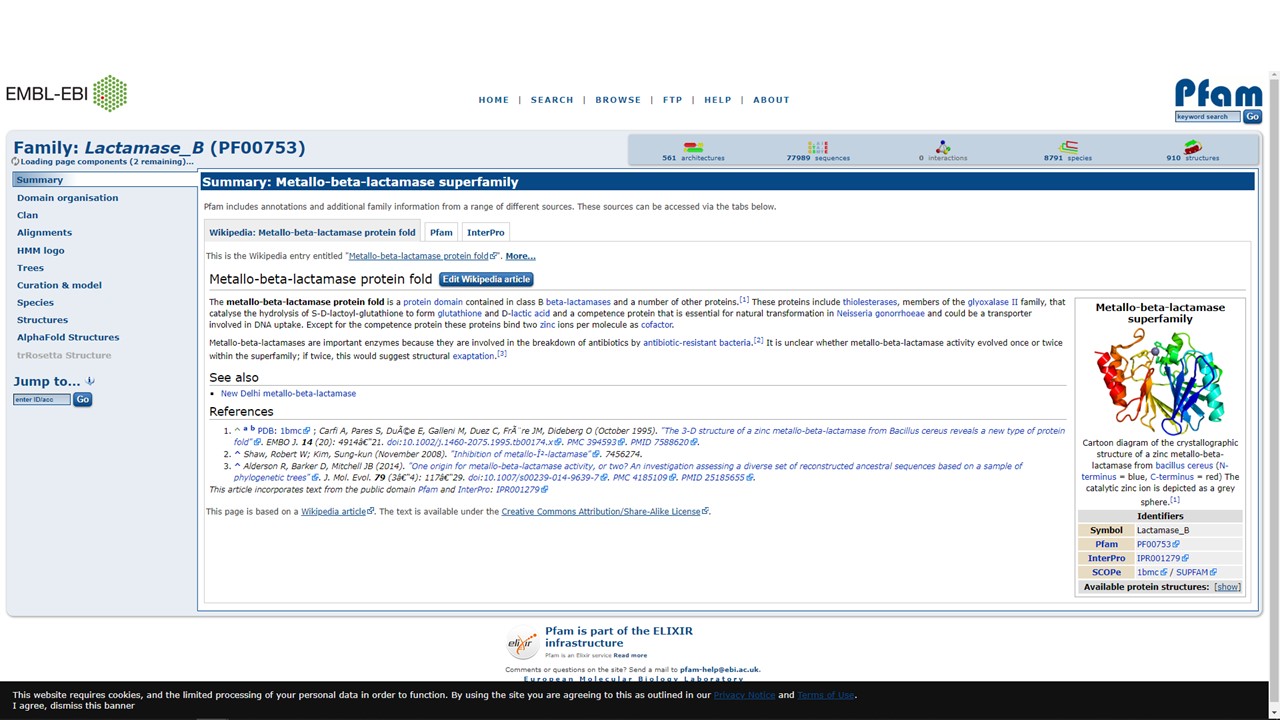 EMBL-EBI
HOME | SEARCH | BROWSE | FTP | HELP | ABOUT
Pfam
keyword search Go
Family: Lactamase_B (PF00753)
Loading page components (2 remaining)...
561 architectures
77989 sequences
0 interactions
8791 species
910 structures
Summary
Domain organisation
Clan
Alignments
HMM logo
Trees
Curation & model
Species
Structures
AlphaFold Structures
trRosetta Structure
Jump to...
enter ID/acc Go
Summary: Metallo-beta-lactamase superfamily
Pfam includes annotations and additional family information from a range of different sources. These sources can be accessed via the tabs below.
Wikipedia: Metallo-beta-lactamase protein fold
Pfam
InterPro
This is the Wikipedia entry entitled "Metallo-beta-lactamase protein fold". More...
Metallo-beta-lactamase protein fold Edit Wikipedia article
The metallo-beta-lactamase protein fold is a protein domain contained in class B beta-lactamases and a number of other proteins.[1] These proteins include thiolesterases, members of the glyoxalase II family, that
catalyse the hydrolysis of S-D-lactoyl-glutathione to form glutathione and D-lactic acid and a competence protein that is essential for natural transformation in Neisseria gonorrhoeae and could be a transporter
involved in DNA uptake. Except for the competence protein these proteins bind two zinc ions per molecule as cofactor.
Metallo-beta-lactamases are important enzymes because they are involved in the breakdown of antibiotics by antibiotic-resistant bacteria.[2] It is unclear whether metallo-beta-lactamase activity evolved once or twice
within the superfamily; if twice, this would suggest structural exaptation.[3]
See also
• New Delhi metallo-beta-lactamase
References
1. ^ a b PDB: 1bmc ; Carfi A, Pares S, DuÃ©e E, Galleni M, Duez C, FrÃ¨re JM, Dideberg O (October 1995). "The 3-D structure of a zinc metallo-beta-lactamase from Bacillus cereus reveals a new type of protein
fold". EMBO J. 14 (20): 4914â€“21. doi:10.1002/j.1460-2075.1995.tb00174.x. PMC 394593. PMID 7588620.
2. ^ Shaw, Robert W; Kim, Sung-kun (November 2008). "Inhibition of metallo-Î²-lactamase". 7456274.
3. ^ Alderson R, Barker D, Mitchell JB (2014). "One origin for metallo-beta-lactamase activity, or two? An investigation assessing a diverse set of reconstructed ancestral sequences based on a sample of
phylogenetic trees". J. Mol. Evol. 79 (3â€“4): 117â€“29. doi:10.1007/s00239-014-9639-7. PMC 4185109. PMID 25185655.
This article incorporates text from the public domain Pfam and InterPro: IPR001279
This page is based on a Wikipedia article. The text is available under the Creative Commons Attribution/Share-Alike License.
Metallo-beta-lactamase
superfamily
Cartoon diagram of the crystallographic
structure of a zinc metallo-beta-
lactamase from bacillus cereus (N-
terminus = blue, C-terminus = red) The
catalytic zinc ion is depicted as a grey
sphere.[1]
Identifiers
Symbol Lactamase_B
Pfam PF00753
InterPro IPR001279
SCOPe 1bmc / SUPFAM
Available protein structures: [show]
elixir
Pfam is part of the ELIXIR
infrastructure
Pfam is an Elixir service Read more
Comments or questions on the site? Send a mail to pfam-help@ebi.ac.uk.
European Molecular Biology Laboratory
This website requires cookies, and the limited processing of your personal data in order to function. By using the site you are agreeing to this as outlined in our Privacy Notice and Terms of Use.
I agree, dismiss this banner